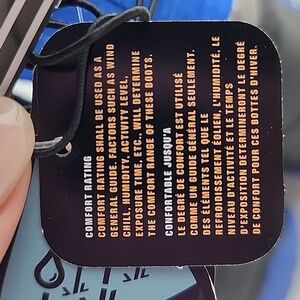 COMFORT RATING
COMFORT RATING SHALL BE USED AS A
GENERAL GUIDE. FACTORS SUCH AS WIND
CHILL, HUMIDITY, ACTIVITY LEVEL,
EXPOSURE TIME, ETC., WILL DETERMINE
THE COMFORT RANGE OF THESE BOOTS.
CONFORTABLE JUSQU'A
LE DEGRÉ DE CONFORT EST UTILISÉ
COMME UN GUIDE GÉNÉRAL SEULEMENT.
DES ÉLÉMENTS TEL QUE LE
REFROIDISSEMENT ÉOLIEN, L'HUMIDITÉ, LE
NIVEAU D'ACTIVITÉ ET LE TEMPS
D'EXPOSITION DETERMINERONT LE DEGRÉ
DE CONFORT POUR CES BOTTES D'HIVER.